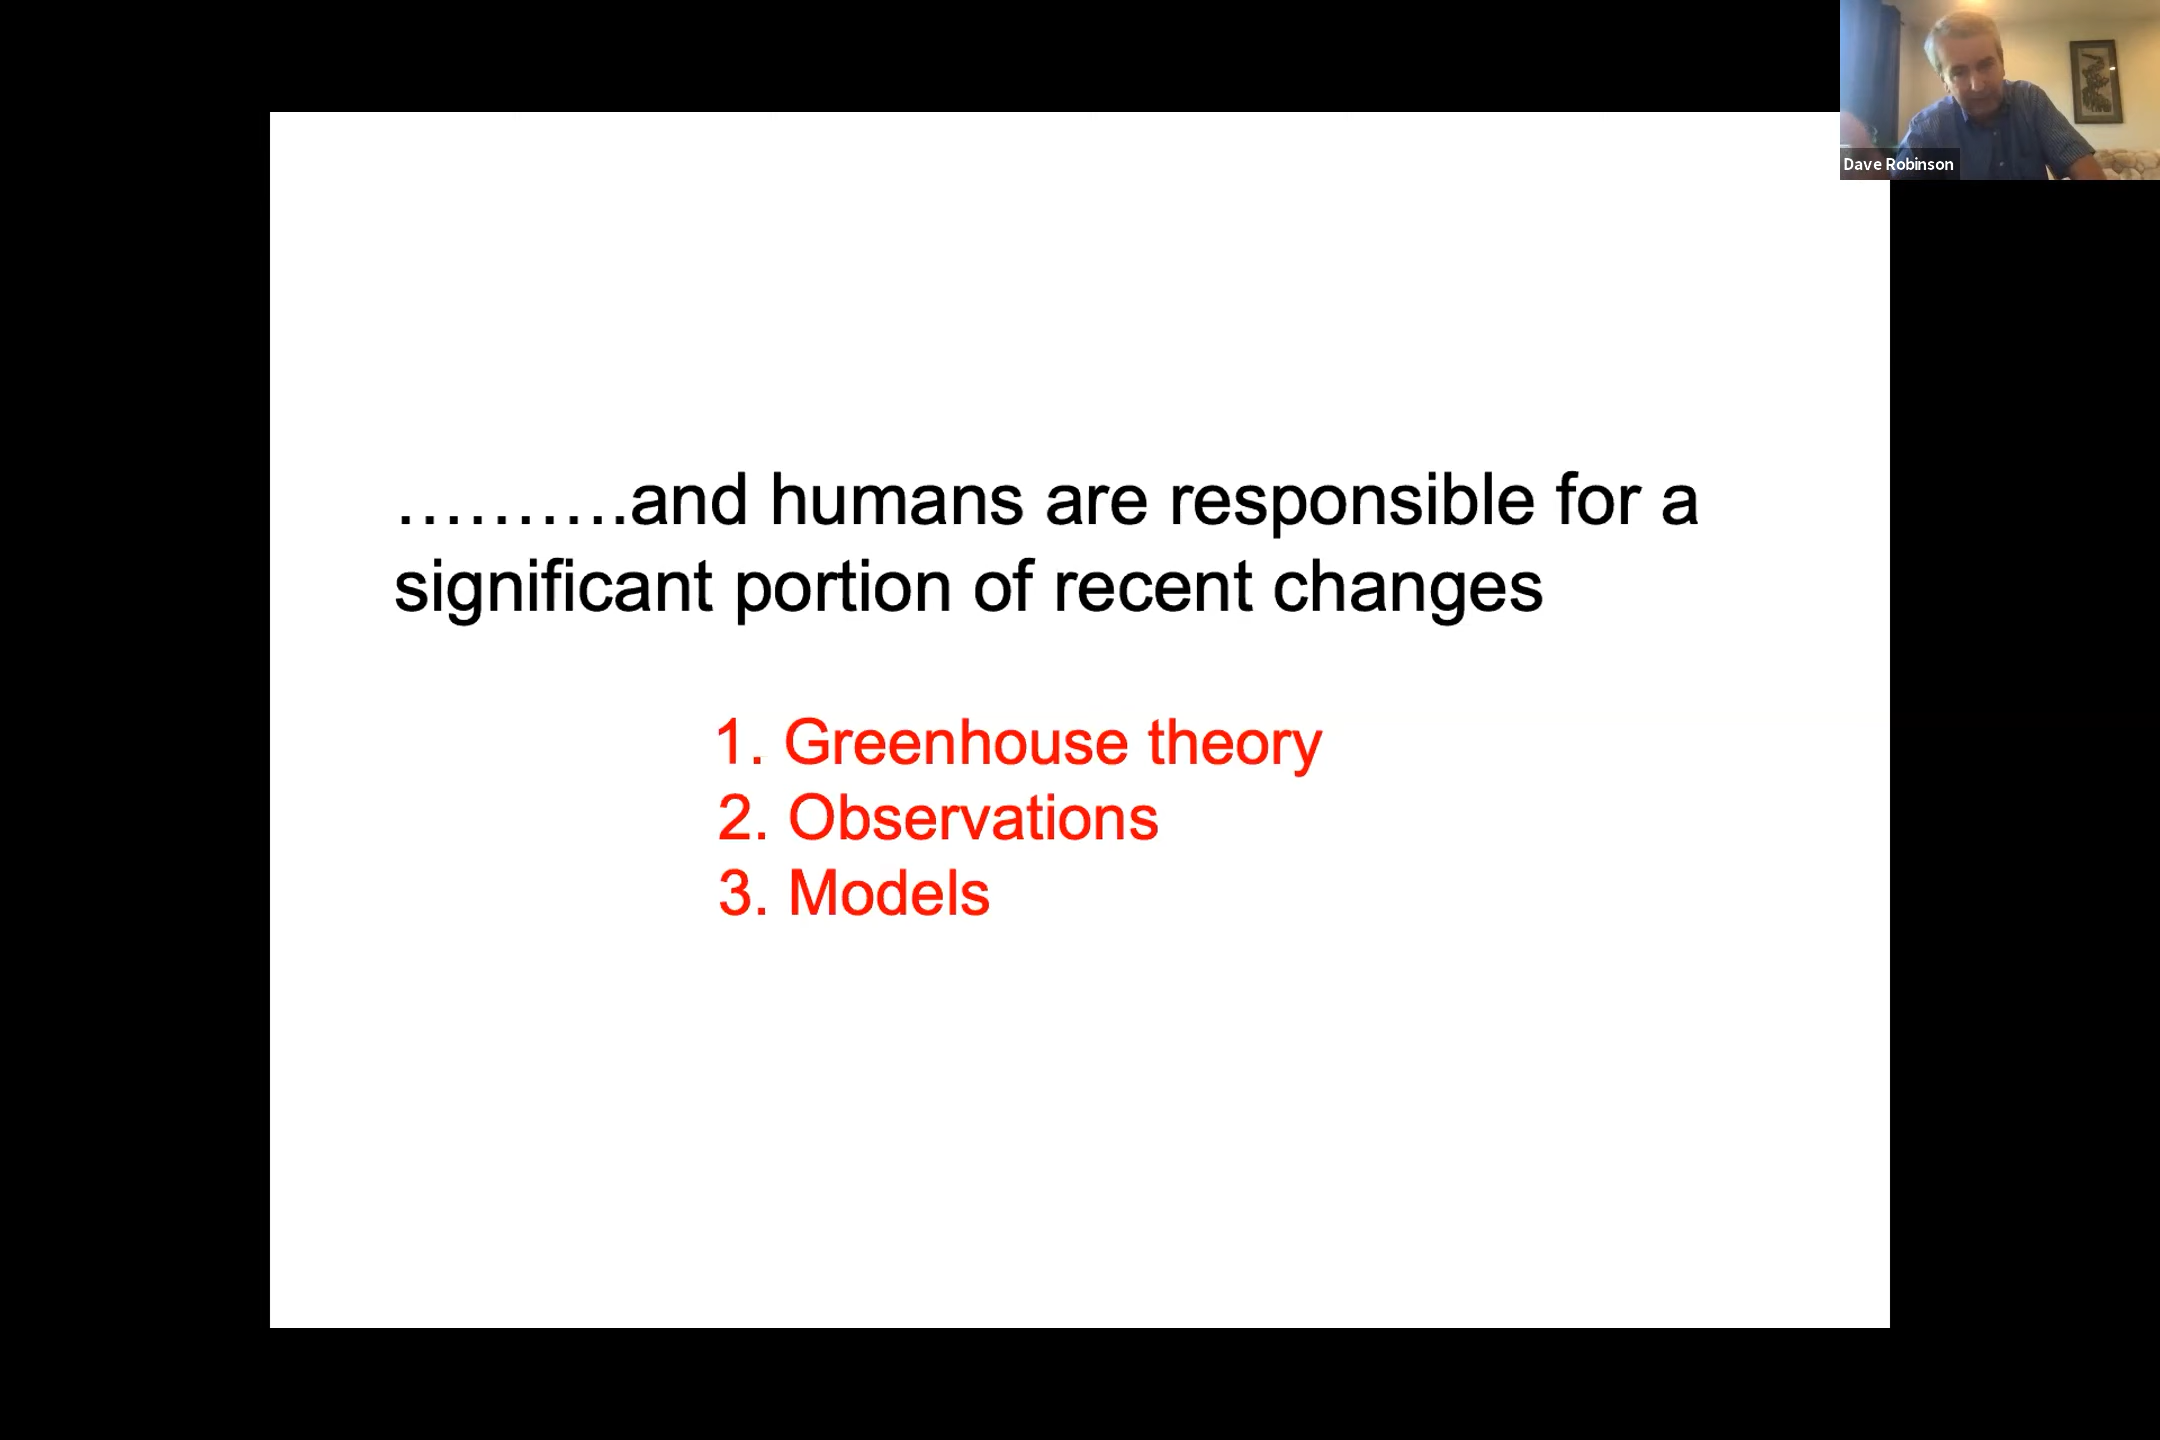 ……….and humans are responsible for a
significant portion of recent changes
1. Greenhouse theory
2. Observations
3. Models
Dave Robinson